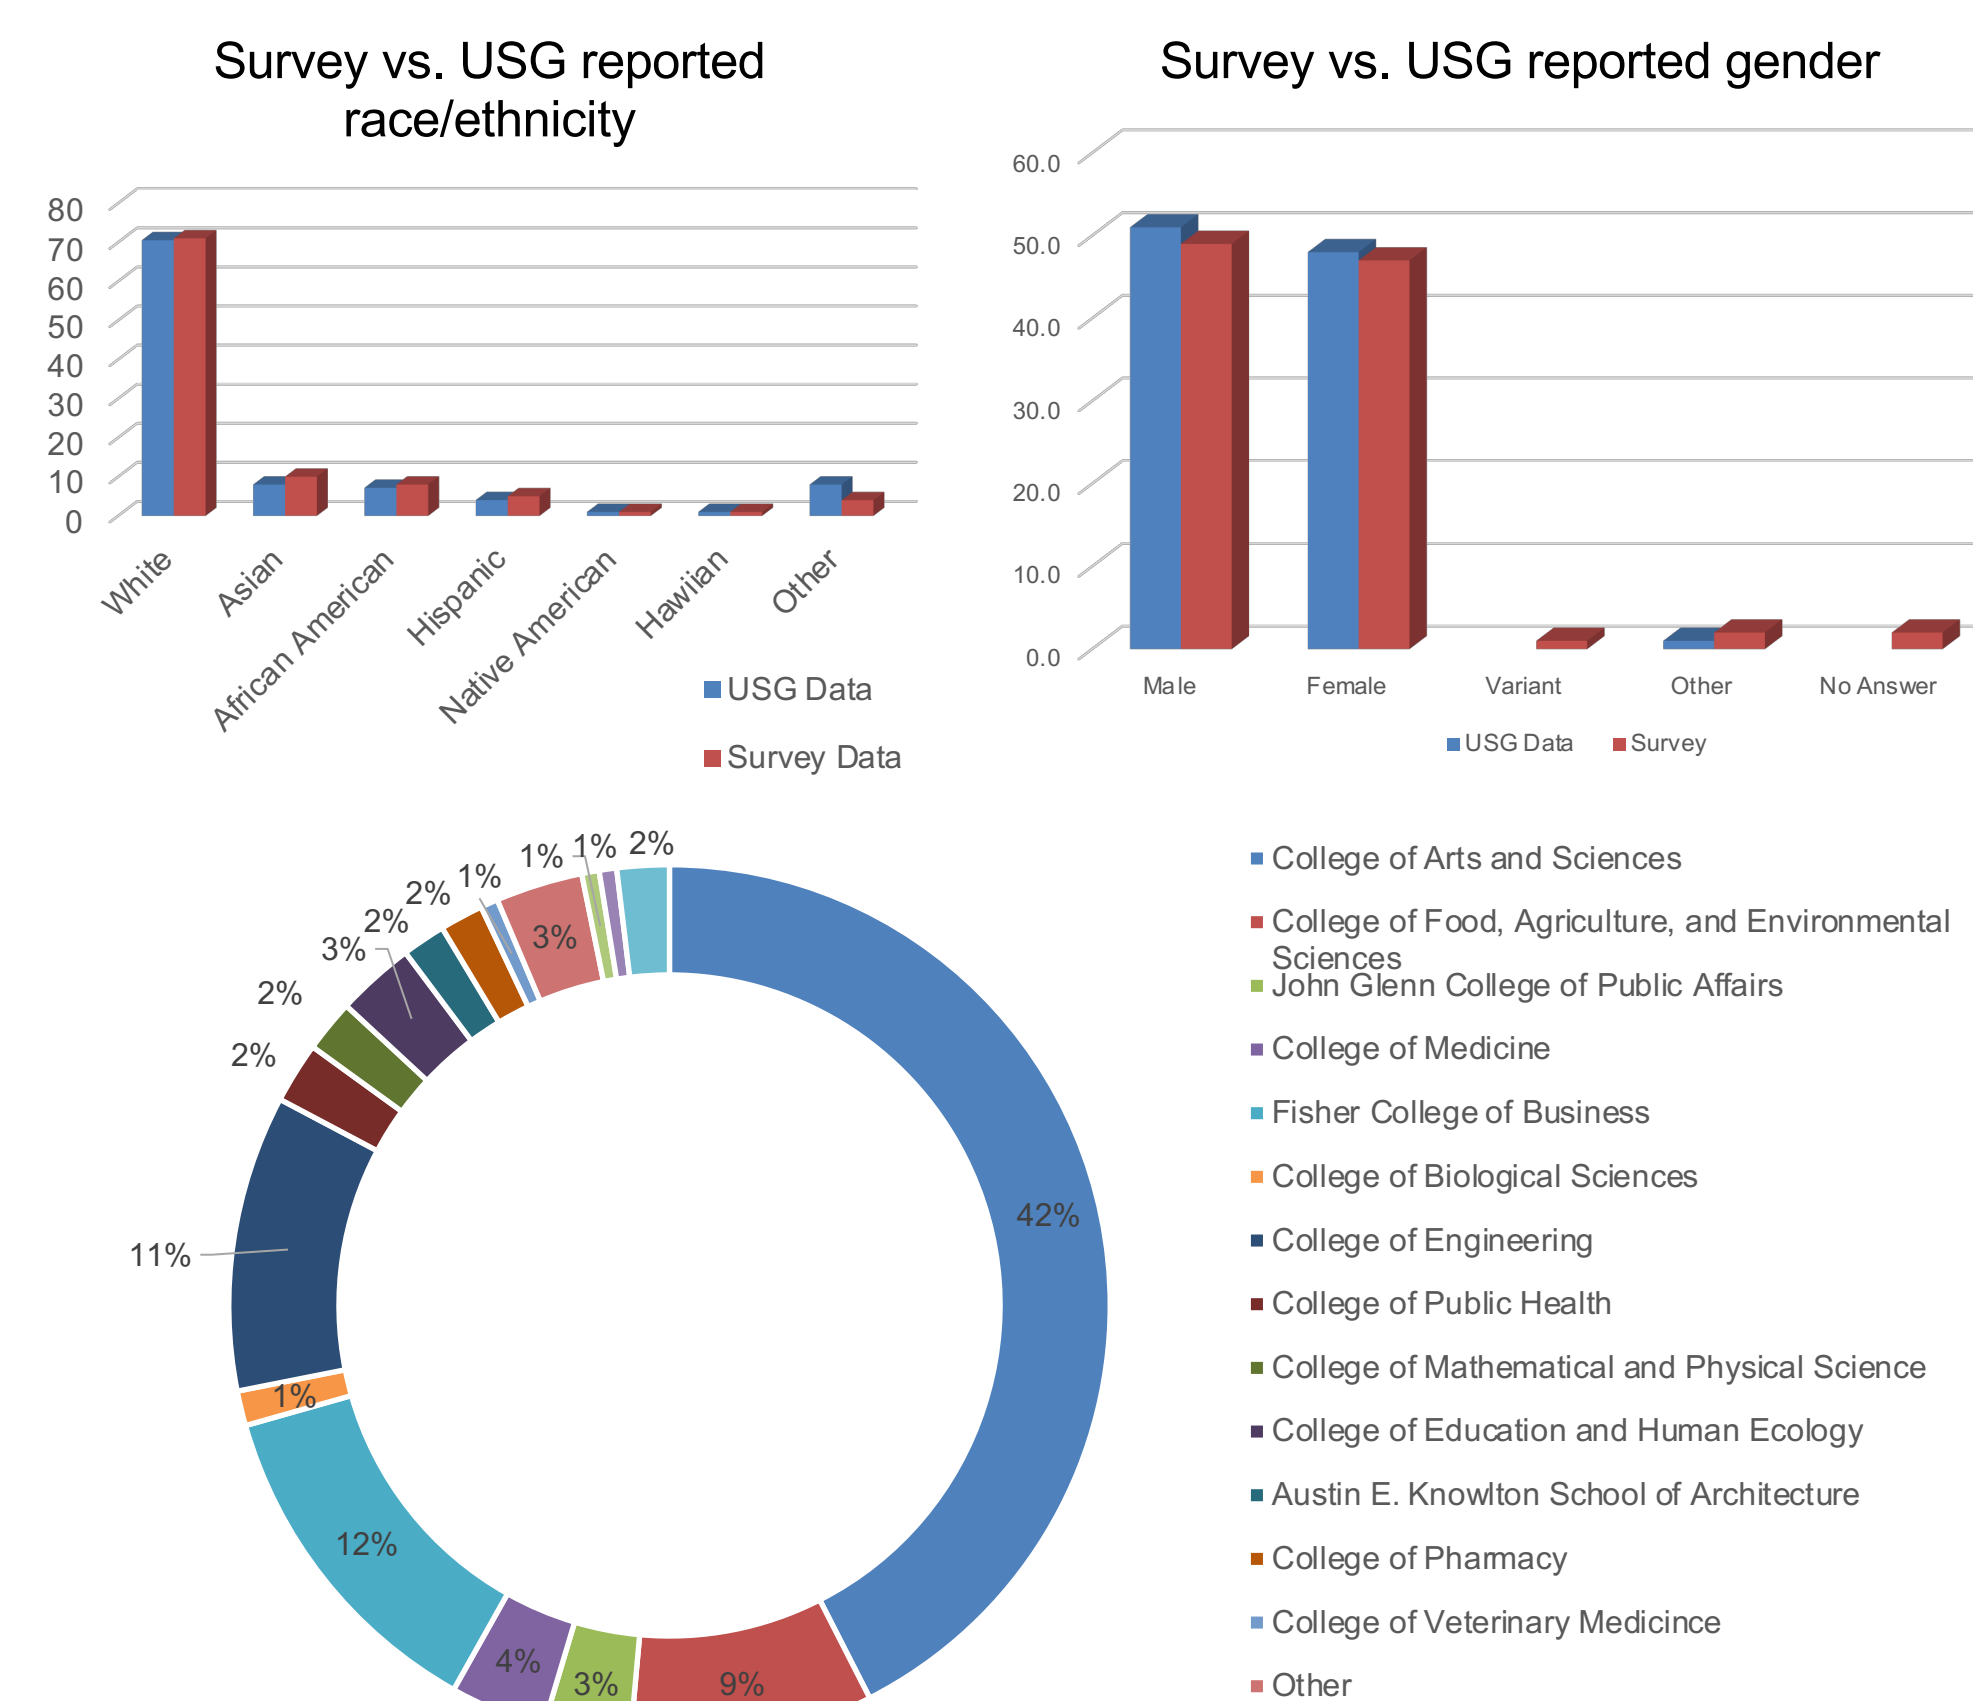 Survey vs. USG reported
race/ethnicity
80
70
60
50
40
30
20
10
0
White
Asian
African American
Hispanic
Native American
Hawiian
Other
USG Data
Survey Data
Survey vs. USG reported gender
60.0
50.0
40.0
30.0
20.0
10.0
0.0
Male
Female
Variant
Other
No Answer
USG Data
Survey
42%
9%
3%
4%
12%
1%
11%
2%
2%
3%
2%
2%
1%
3%
1%
1%
2%
College of Arts and Sciences
College of Food, Agriculture, and Environmental
Sciences
John Glenn College of Public Affairs
College of Medicine
Fisher College of Business
College of Biological Sciences
College of Engineering
College of Public Health
College of Mathematical and Physical Science
College of Education and Human Ecology
Austin E. Knowlton School of Architecture
College of Pharmacy
College of Veterinary Medicince
Other